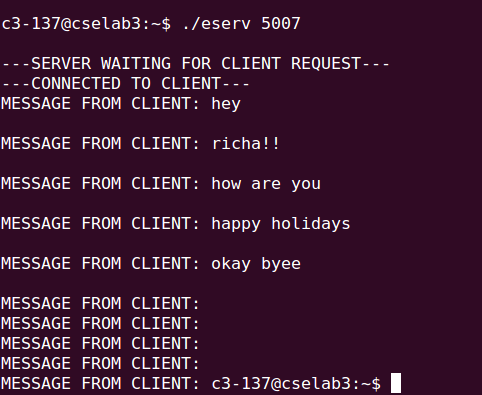 c3-137@cselab3:~$ ./eserv 5007
---SERVER WAITING FOR CLIENT REQUEST---
---CONNECTED TO CLIENT---
MESSAGE FROM CLIENT: hey
MESSAGE FROM CLIENT: richa!!
MESSAGE FROM CLIENT: how are you
MESSAGE FROM CLIENT: happy holidays
MESSAGE FROM CLIENT: okay byee
MESSAGE FROM CLIENT:
MESSAGE FROM CLIENT:
MESSAGE FROM CLIENT:
MESSAGE FROM CLIENT:
MESSAGE FROM CLIENT: c3-137@cselab3:~$